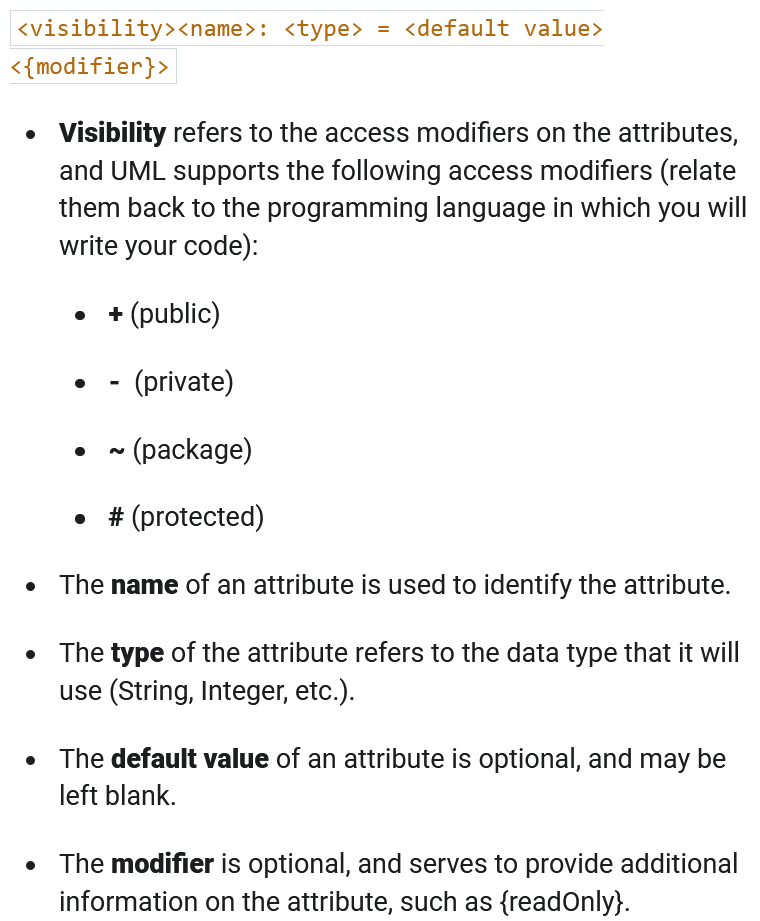 <visibility><name>: <type> = <default value>
<{modifier}>
• Visibility refers to the access modifiers on the attributes,
and UML supports the following access modifiers (relate
them back to the programming language in which you will
write your code):
• + (public)
• - (private)
• ~ (package)
• # (protected)
• The name of an attribute is used to identify the attribute.
• The type of the attribute refers to the data type that it will
use (String, Integer, etc.).
• The default value of an attribute is optional, and may be
left blank.
• The modifier is optional, and serves to provide additional
information on the attribute, such as {readOnly}.